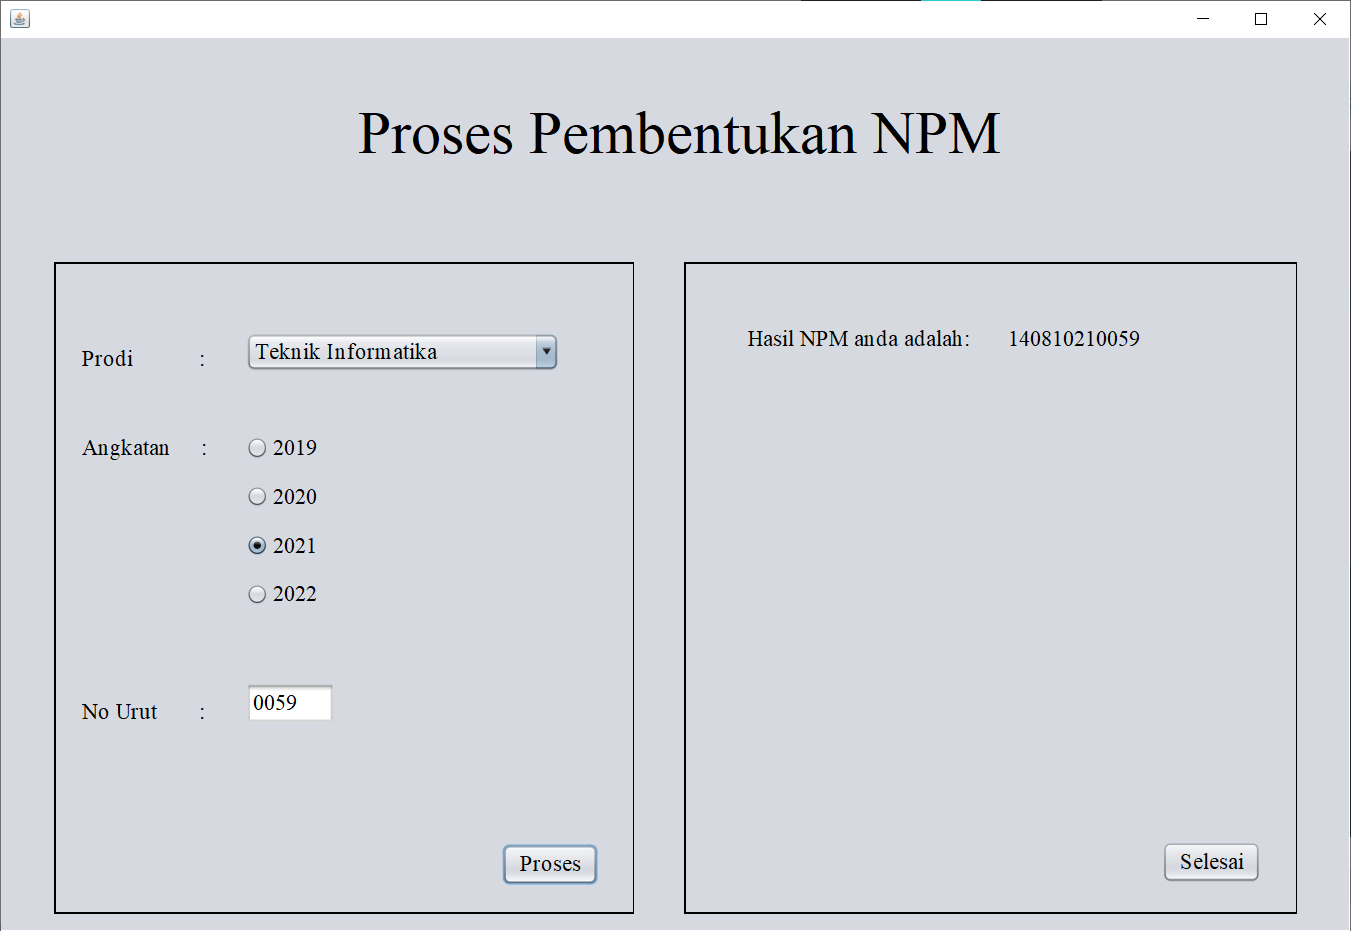 Proses Pembentukan NPM
Prodi : Teknik Informatika
Angkatan : 2019
2020
2021
2022
No Urut : 0059
Proses
Hasil NPM anda adalah: 140810210059
Selesai